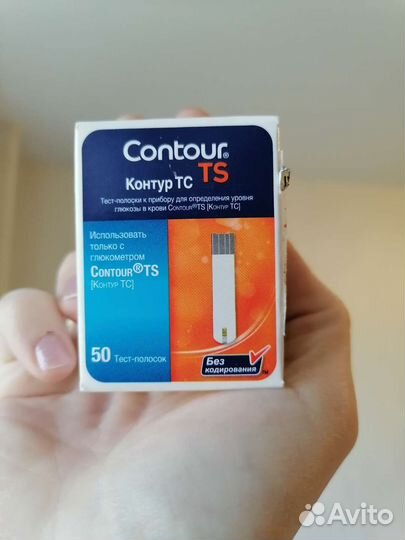 Contour® TS
Контур ТС
Тест-полоски к прибору для определения уровня
глюкозы в крови Contour®TS [Контур ТС]
Использовать
только с
глюкометром
Contour®TS
[Контур ТС]
50 Тест-полосок
Без
кодирования
TM
Avito